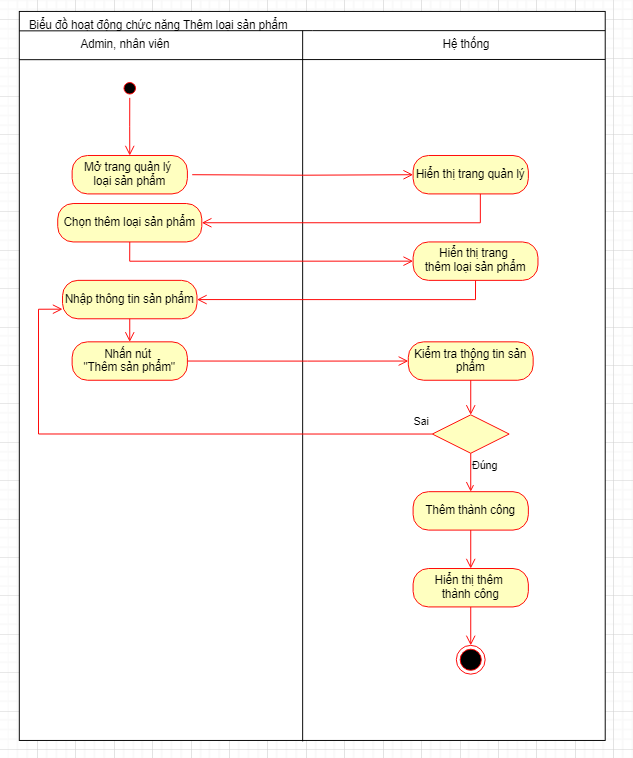 Biểu đồ hoạt động chức năng Thêm loại sản phẩm
Admin, nhân viên
Hệ thống
Mở trang quản lý
loại sản phẩm
Hiển thị trang quản lý
Chọn thêm loại sản phẩm
Hiển thị trang
thêm loại sản phẩm
Nhập thông tin sản phẩm
Nhấn nút
"Thêm sản phẩm"
Kiểm tra thông tin sản
phẩm
Sai
Đúng
Thêm thành công
Hiển thị thêm
thành công